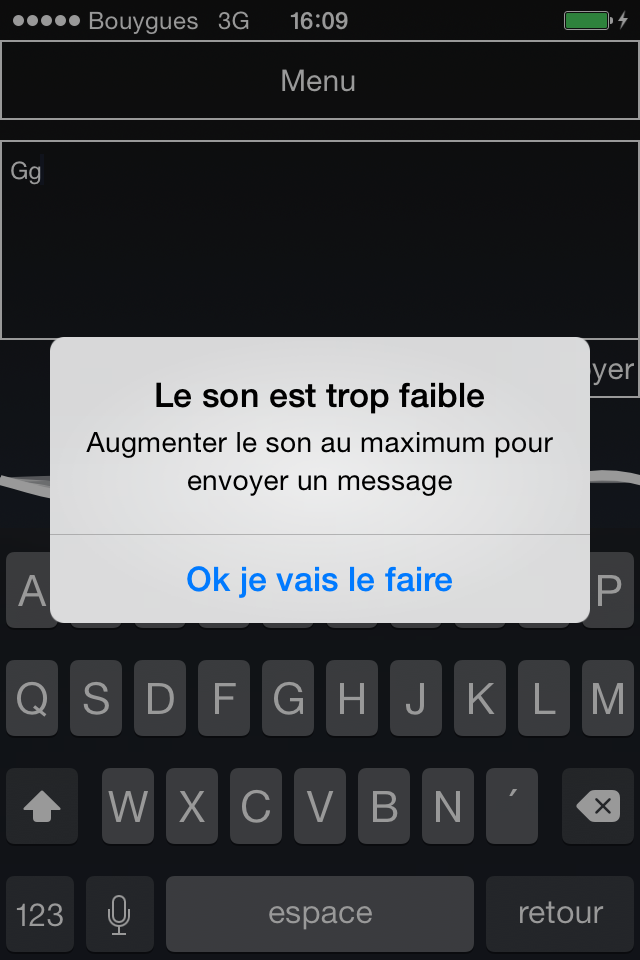 Bouygues 3G 16:09
Menu
Gg
yer
Le son est trop faible
Augmenter le son au maximum pour
envoyer un message
Ok je vais le faire
A P
Q S D F G H J K L M
W X C V B N ´
123 espace retour